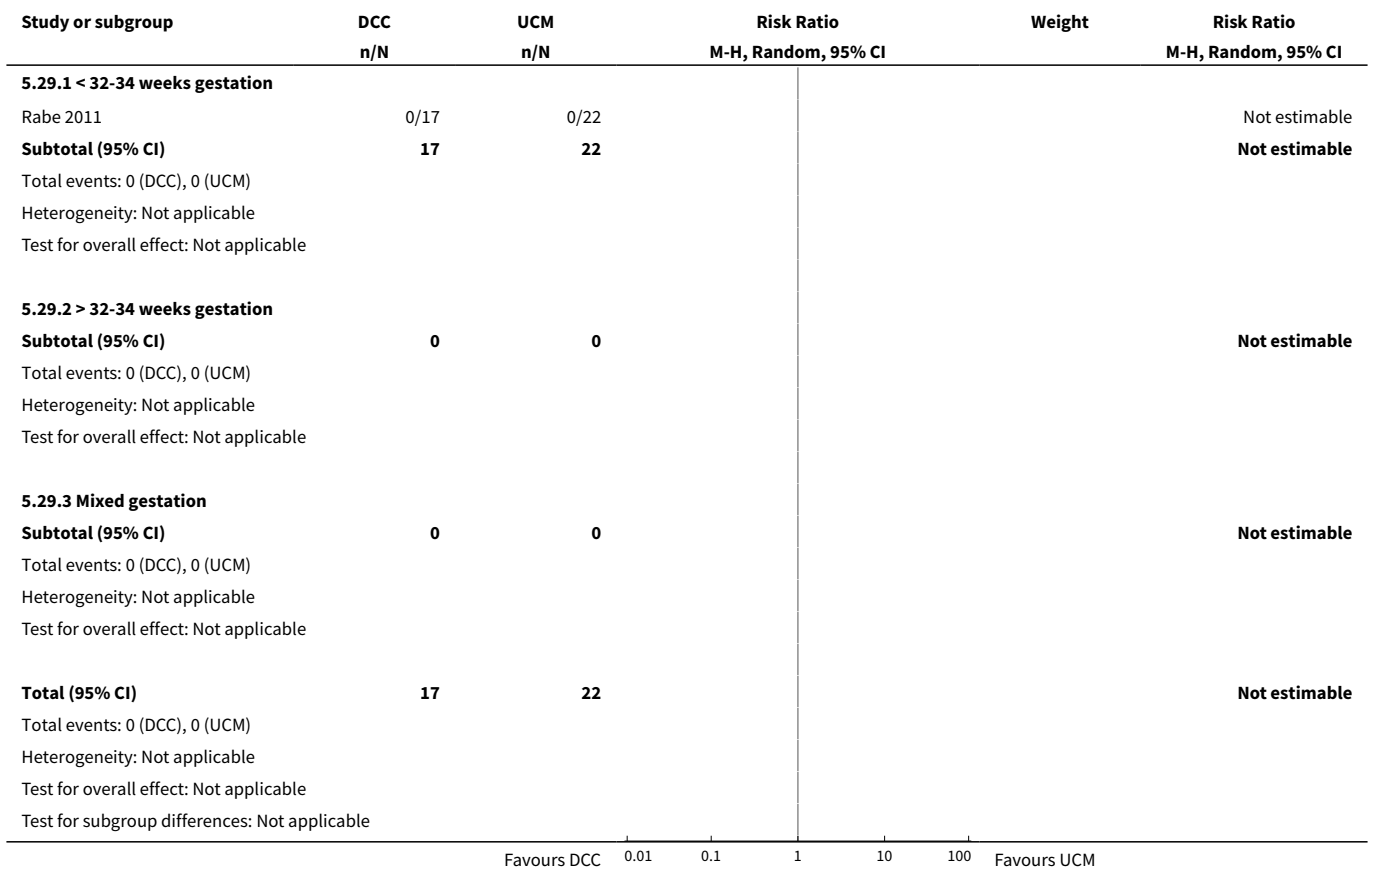 Study or subgroup DCC UCM Risk Ratio Weight Risk Ratio
n/N n/N M-H, Random, 95% CI M-H, Random, 95% CI
5.29.1 < 32-34 weeks gestation
Rabe 2011 0/17 0/22 Not estimable
Subtotal (95% CI) 17 22 Not estimable
Total events: 0 (DCC), 0 (UCM)
Heterogeneity: Not applicable
Test for overall effect: Not applicable
5.29.2 > 32-34 weeks gestation
Subtotal (95% CI) 0 0 Not estimable
Total events: 0 (DCC), 0 (UCM)
Heterogeneity: Not applicable
Test for overall effect: Not applicable
5.29.3 Mixed gestation
Subtotal (95% CI) 0 0 Not estimable
Total events: 0 (DCC), 0 (UCM)
Heterogeneity: Not applicable
Test for overall effect: Not applicable
Total (95% CI) 17 22 Not estimable
Total events: 0 (DCC), 0 (UCM)
Heterogeneity: Not applicable
Test for overall effect: Not applicable
Test for subgroup differences: Not applicable
Favours DCC 0.01 0.1 1 10 100 Favours UCM